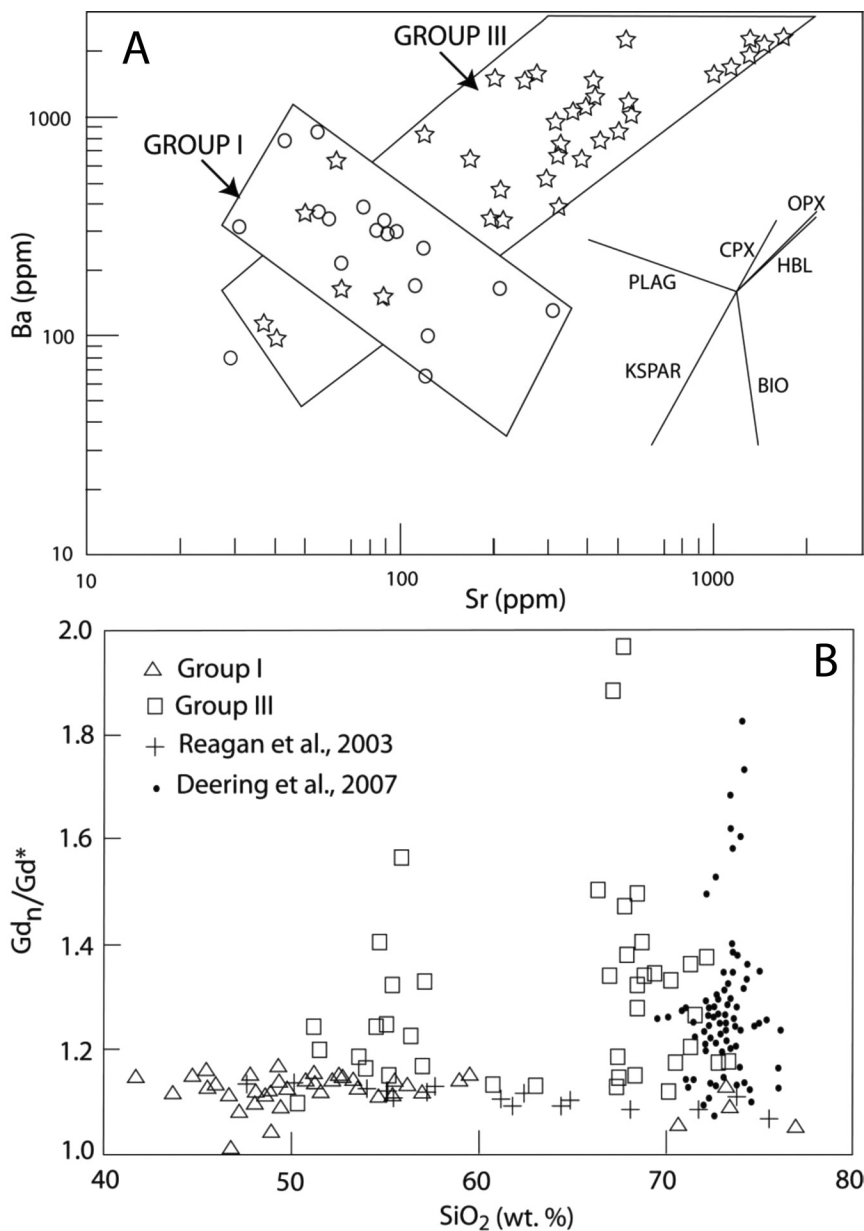 A
GROUP III
GROUP I
1000
100
10
Ba (ppm)
OPX
CPX
HBL
PLAG
KSPAR
BIO
10
100
1000
Sr (ppm)
B
2.0
1.8
1.6
1.4
1.2
1.0
Gdn/Gd*
Group I
Group III
Reagan et al., 2003
Deering et al., 2007
40
50
60
70
80
SiO2 (wt. %)